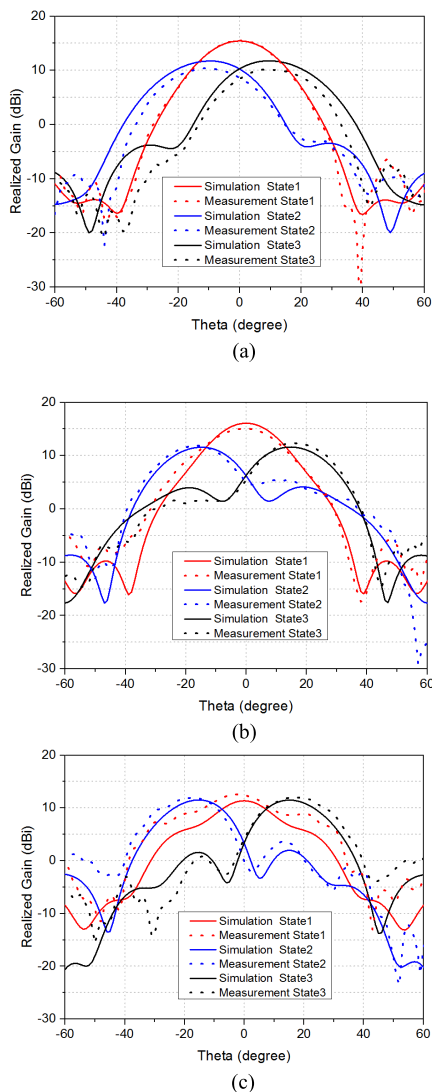 20
10
0
-10
-20
-30
Realized Gain (dBi)
Simulation State1
Measurement State1
Simulation State2
Measurement State2
Simulation State3
Measurement State3
-60 -40 -20 0 20 40 60
Theta (degree)
(a)
20
10
0
-10
-20
-30
Realized Gain (dBi)
Simulation State1
Measurement State1
Simulation State2
Measurement State2
Simulation State3
Measurement State3
-60 -40 -20 0 20 40 60
Theta (degree)
(b)
20
10
0
-10
-20
-30
Realized Gain (dBi)
Simulation State1
Measurement State1
Simulation State2
Measurement State2
Simulation State3
Measurement State3
-60 -40 -20 0 20 40 60
Theta (degree)
(c)